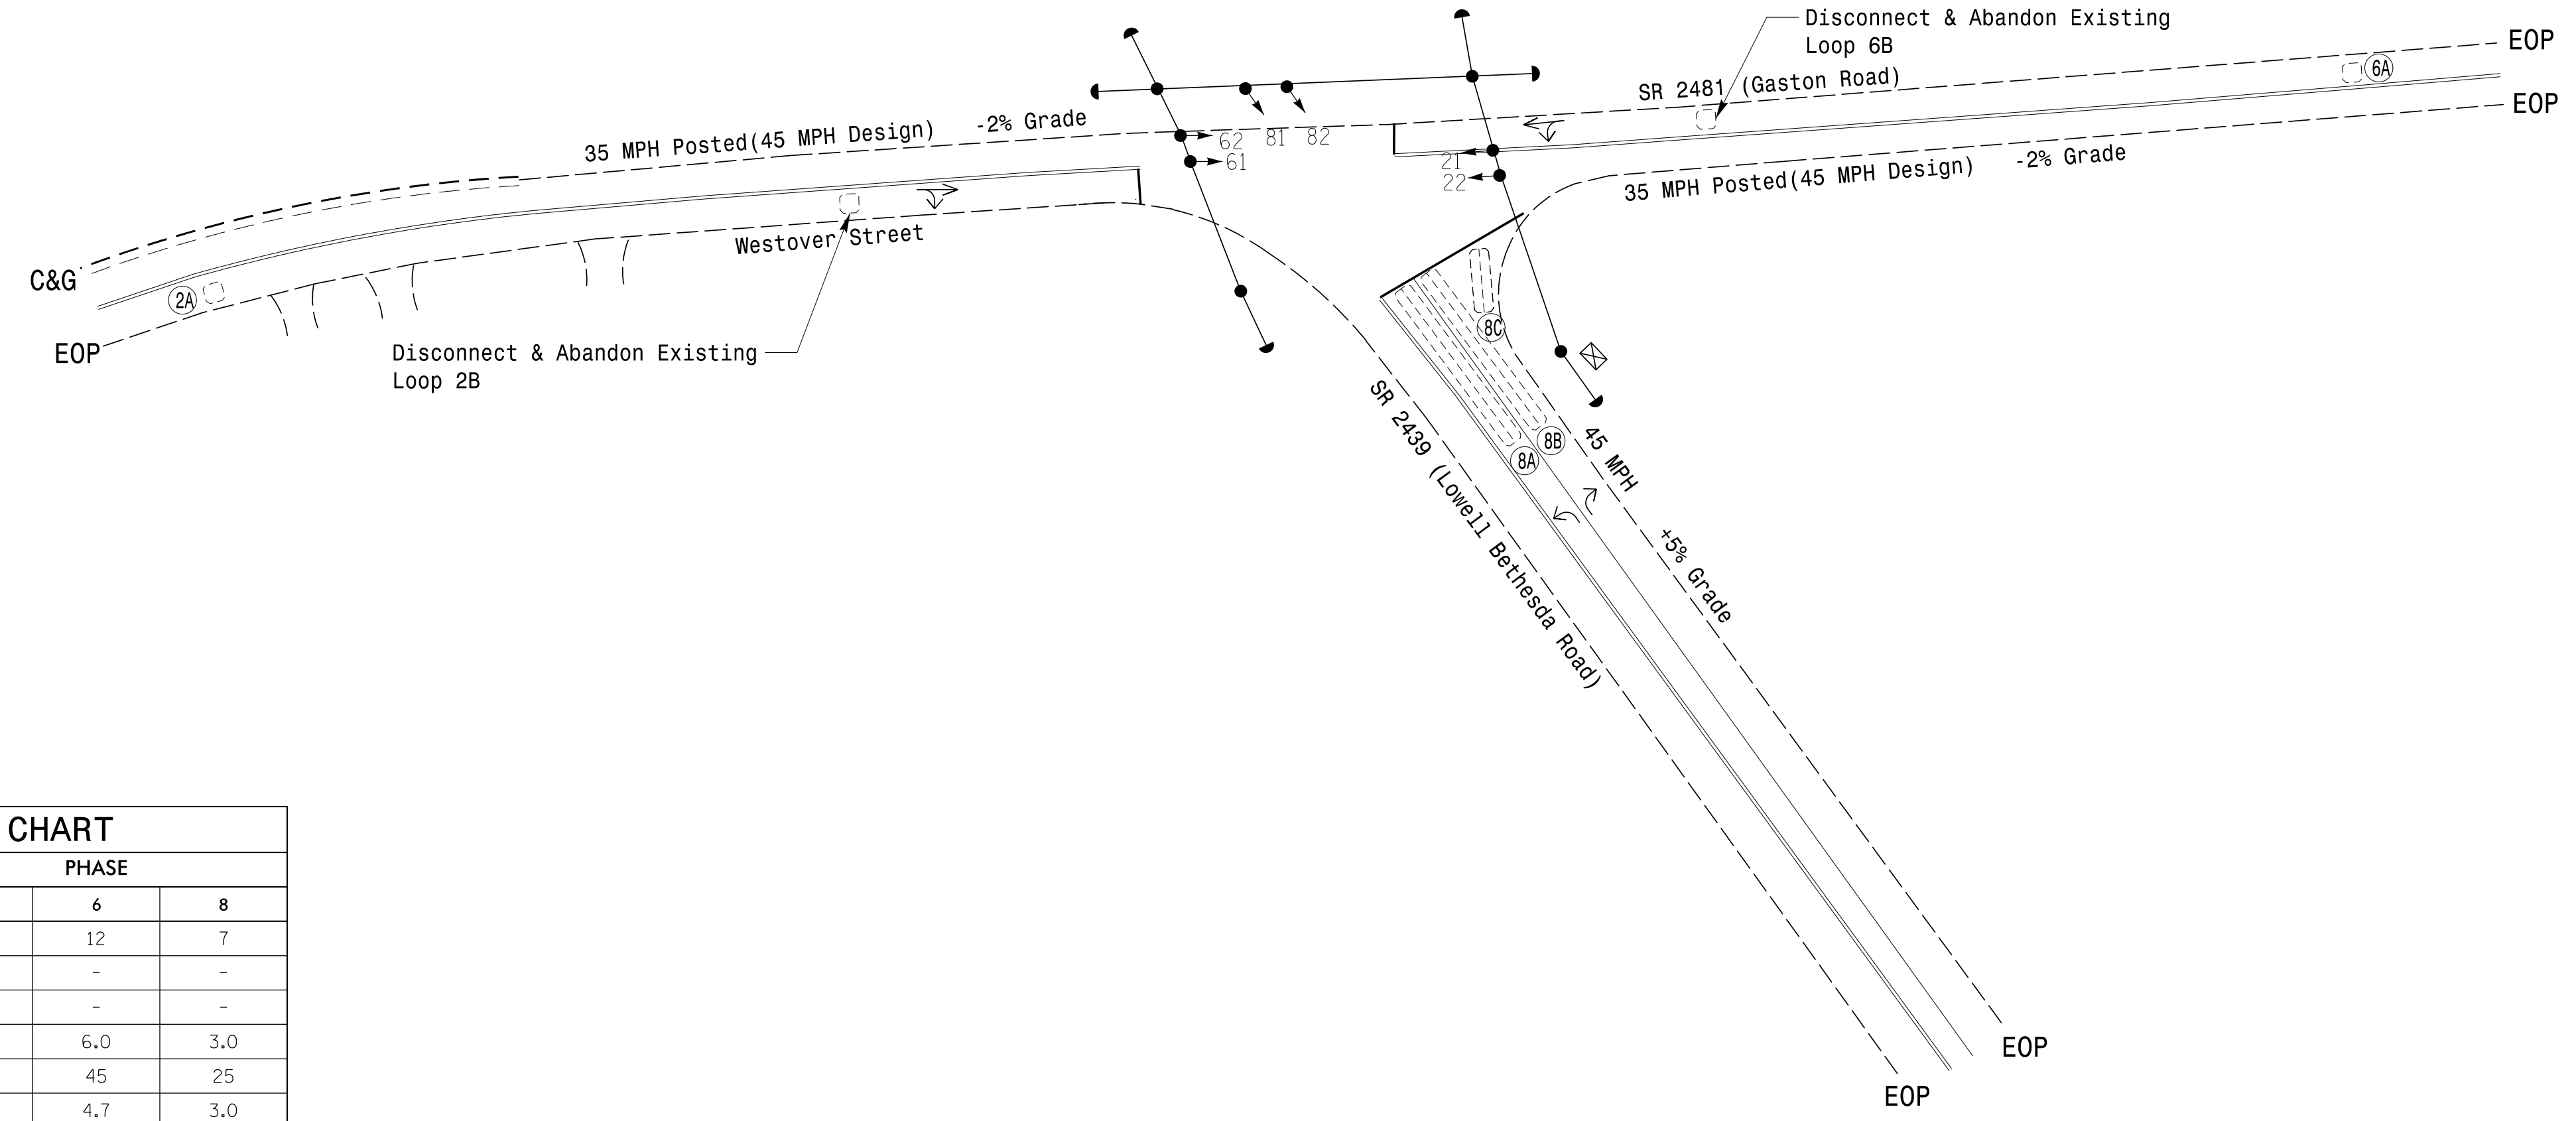 Disconnect & Abandon Existing
Loop 6B
EOP
6A
SR 2481 (Gaston Road)
EOP
35 MPH Posted(45 MPH Design) -2% Grade
62 81 82
61
21
22
35 MPH Posted(45 MPH Design) -2% Grade
Westover Street
C&G
2A
EOP
Disconnect & Abandon Existing
Loop 2B
8C
8B
8A
SR 2439 (Lowell Bethesda Road)
45 MPH +5% Grade
EOP
EOP
CHART
PHASE
6 8
12 7
- -
- -
6.0 3.0
45 25
4.7 3.0